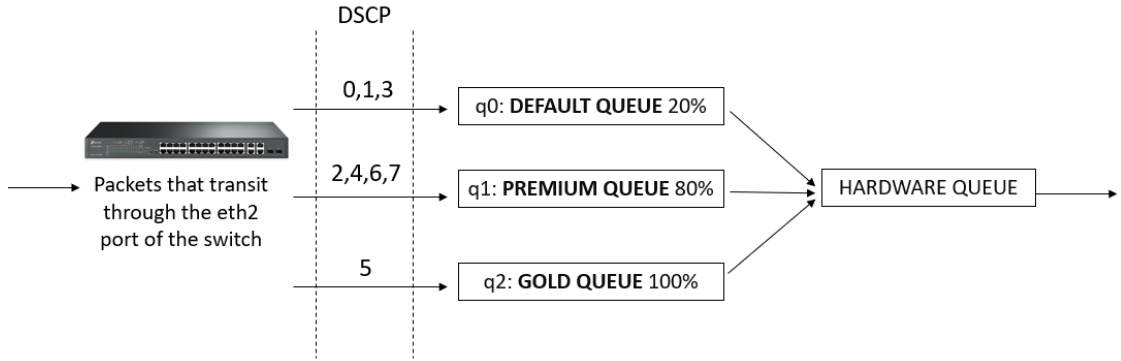 DSCP
0,1,3
q0: DEFAULT QUEUE 20%
2,4,6,7
Packets that transit
through the eth2
port of the switch
q1: PREMIUM QUEUE 80%
HARDWARE QUEUE
5
q2: GOLD QUEUE 100%